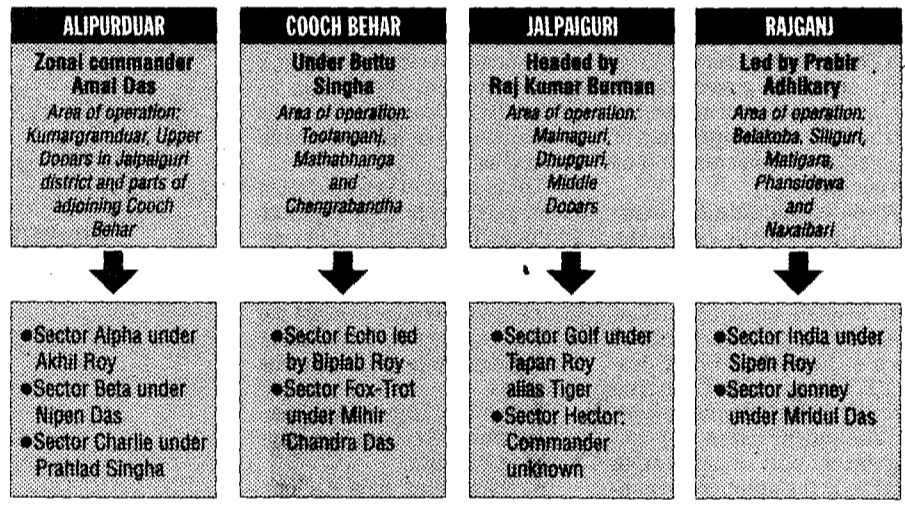 ALIPURDUAR
Zonal commander
Amal Das
Area of operation:
Kumargramduar, Upper
Dooars in Jalpaiguri
district and parts of
adjoining Cooch
Behar
●Sector Alpha under
Akhil Roy
●Sector Beta under
Nipen Das
●Sector Charlie under
Prahlad Singha
COOCH BEHAR
Under Buttu
Singha
Area of operation:
Toofanganj,
Mathabhanga
and
Chengrabandha
●Sector Echo led
by Biplab Roy
●Sector Fox-Trot
under Mihir
Chandra Das
JALPAIGURI
Headed by
Raj Kumar Burman
Area of operation:
Mainaguri,
Dhupguri,
Middle
Dooars
●Sector Golf under
Tapan Roy
alias Tiger
●Sector Hector:
Commander
unknown
RAJGANJ
Led by Prabir
Adhikary
Area of operation:
Belakoba, Siliguri,
Matigara,
Phansidewa
and
Naxalbari
●Sector India under
Sipen Roy
●Sector Jonney
under Mridul Das